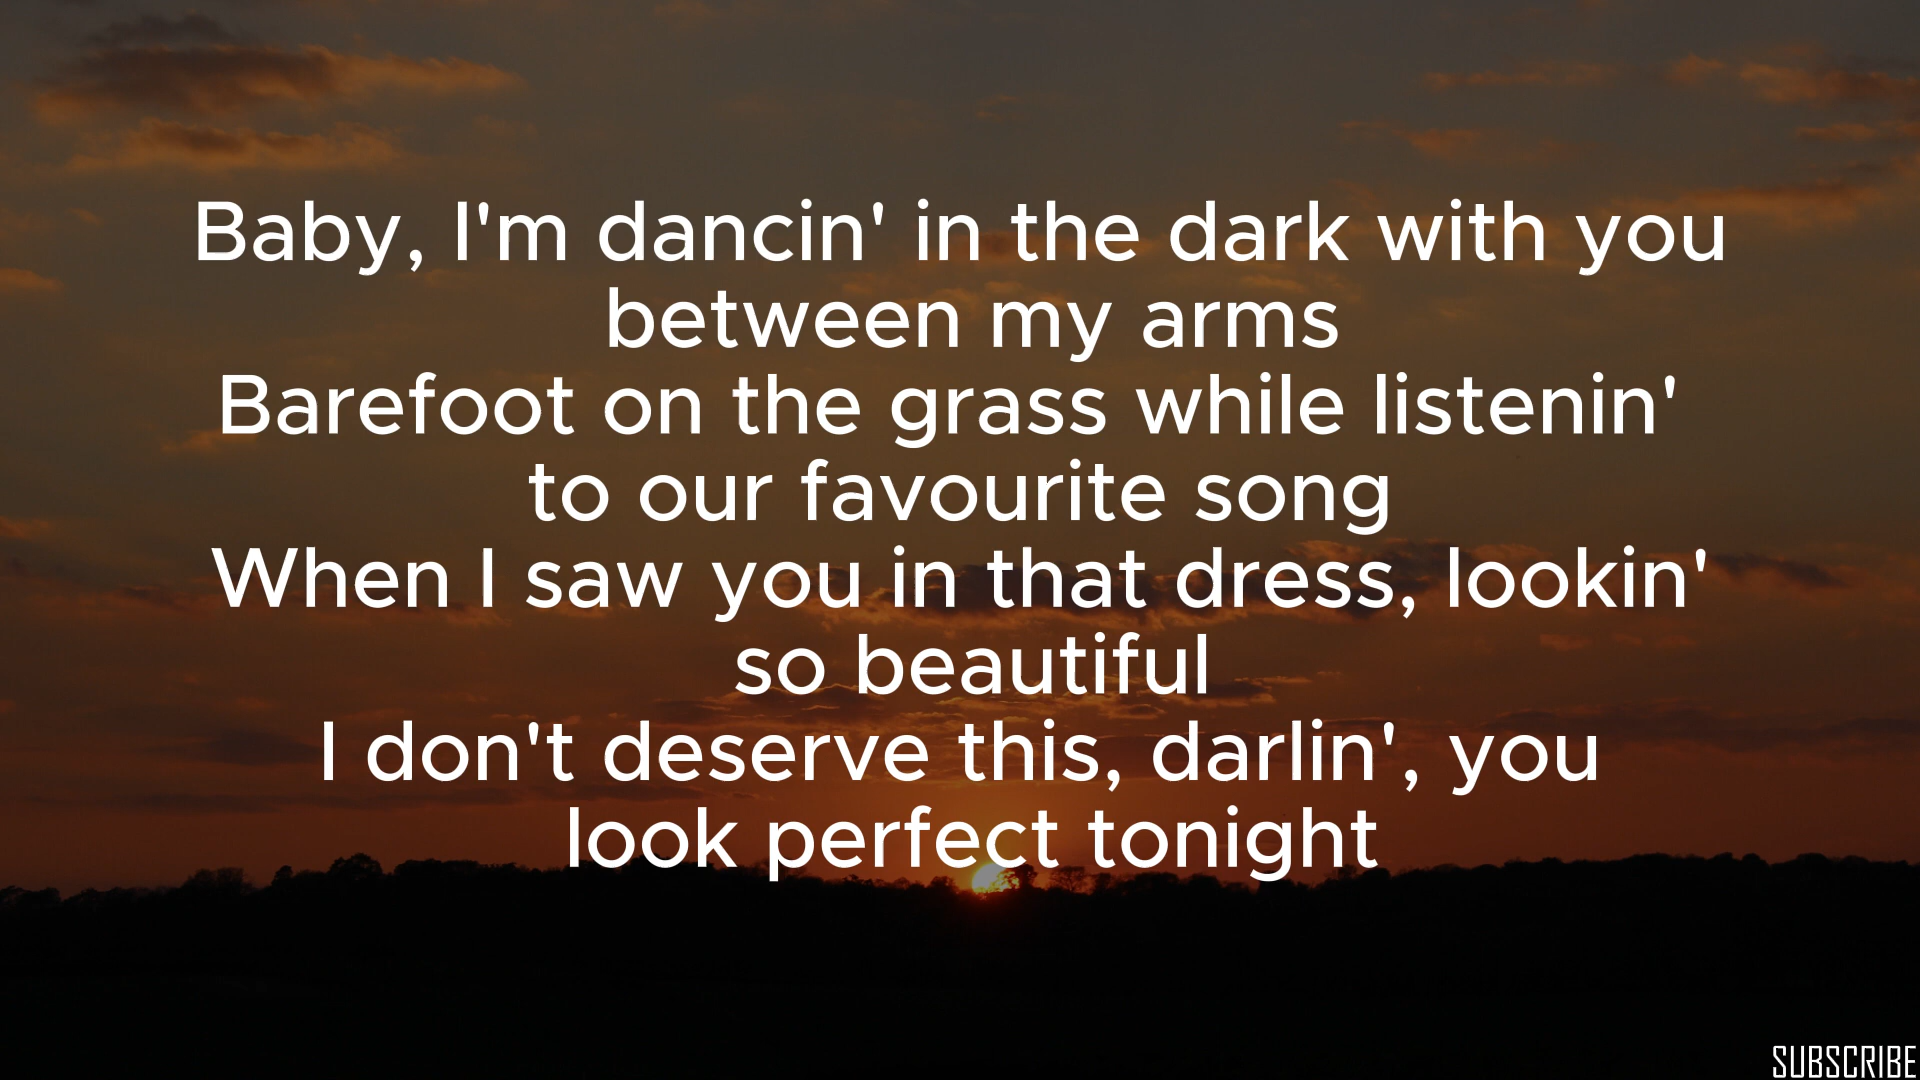 Baby, I'm dancin' in the dark with you
between my arms
Barefoot on the grass while listenin'
to our favourite song
When I saw you in that dress, lookin'
so beautiful
I don't deserve this, darlin', you
look perfect tonight
SUBSCRIBE